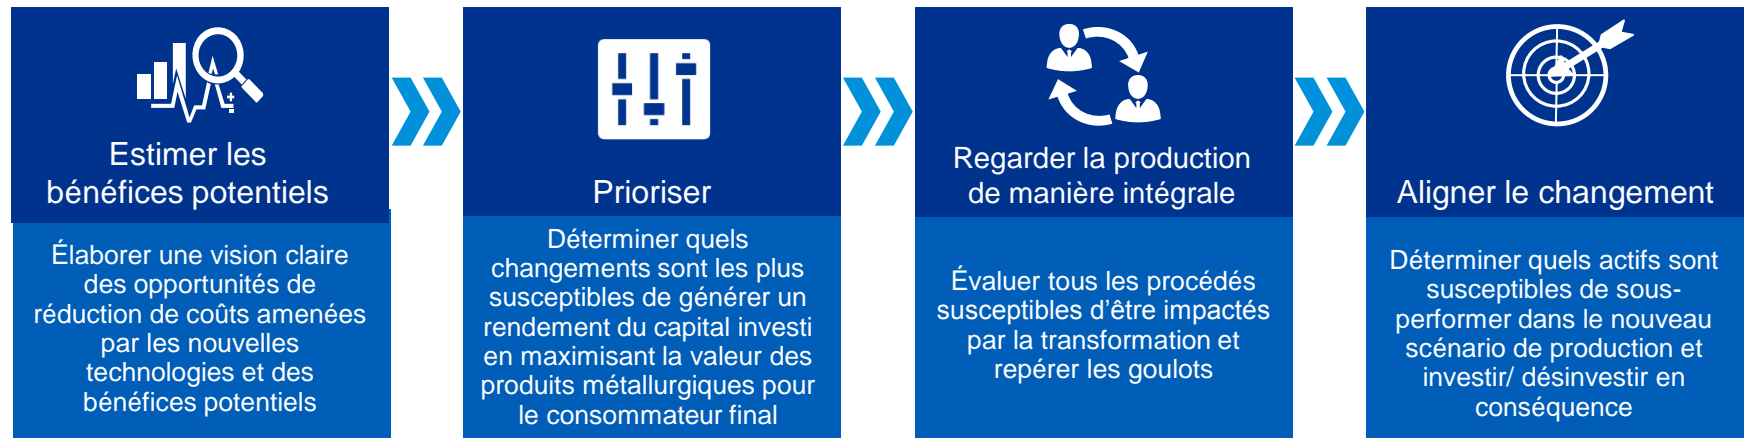 Estimer les
bénéfices potentiels
Élaborer une vision claire
des opportunités de
réduction de coûts amenées
par les nouvelles
technologies et des
bénéfices potentiels
Prioriser
Déterminer quels
changements sont les plus
susceptibles de générer un
rendement du capital investi
en maximisant la valeur des
produits métallurgiques pour
le consommateur final
Regarder la production
de manière intégrale
Évaluer tous les procédés
susceptibles d’être impactés
par la transformation et
repérer les goulots
Aligner le changement
Déterminer quels actifs sont
susceptibles de sous-
performer dans le nouveau
scénario de production et
investir/ désinvestir en
conséquence